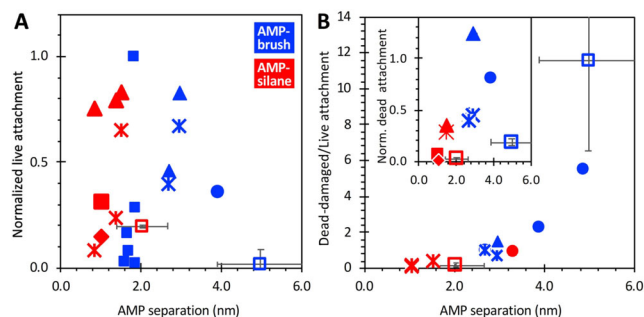 A
AMP-
brush
AMP-
silane
Normalized live attachment
1.0
0.5
0.0
0.0
2.0
4.0
6.0
AMP separation (nm)
B
Dead-damaged/Live attachment
14
12
10
8
6
4
2
0
0.0
2.0
4.0
6.0
AMP separation (nm)
Norm. dead attachment
1.0
0.5
0.0
0.0
2.0
4.0
6.0